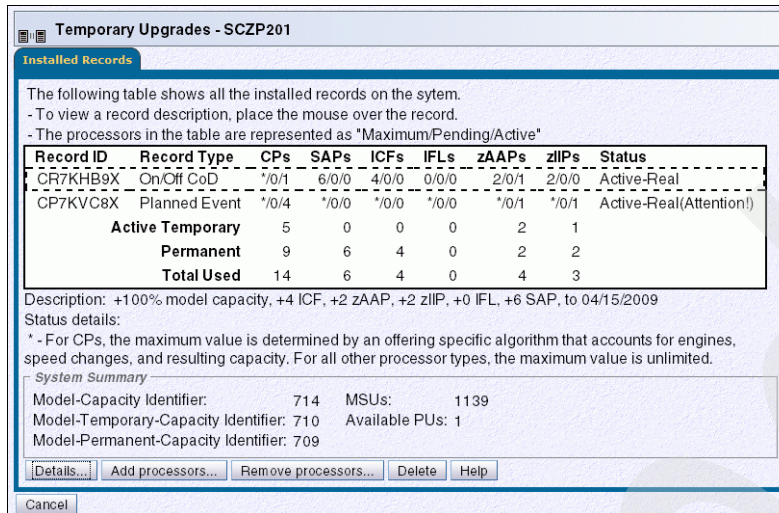 Temporary Upgrades - SCZP201
Installed Records
The following table shows all the installed records on the sytem.
- To view a record description, place the mouse over the record.
- The processors in the table are represented as "Maximum/Pending/Active"
Record ID Record Type CPs SAPs ICFs IFLs zAAPs zIIPs Status
CR7KHB9X On/Off CoD */0/1 6/0/0 4/0/0 0/0/0 2/0/1 2/0/0 Active-Real
CP7KVC8X Planned Event */0/4 */0/0 */0/0 */0/0 */0/1 */0/1 Active-Real(Attention!)
Active Temporary 5 0 0 0 2 1
Permanent 9 6 4 0 2 2
Total Used 14 6 4 0 4 3
Description: +100% model capacity, +4 ICF, +2 zAAP, +2 zIIP, +0 IFL, +6 SAP, to 04/15/2009
Status details:
* - For CPs, the maximum value is determined by an offering specific algorithm that accounts for engines,
speed changes, and resulting capacity. For all other processor types, the maximum value is unlimited.
System Summary
Model-Capacity Identifier: 714 MSUs: 1139
Model-Temporary-Capacity Identifier: 710 Available PUs: 1
Model-Permanent-Capacity Identifier: 709
Details... Add processors... Remove processors... Delete Help
Cancel